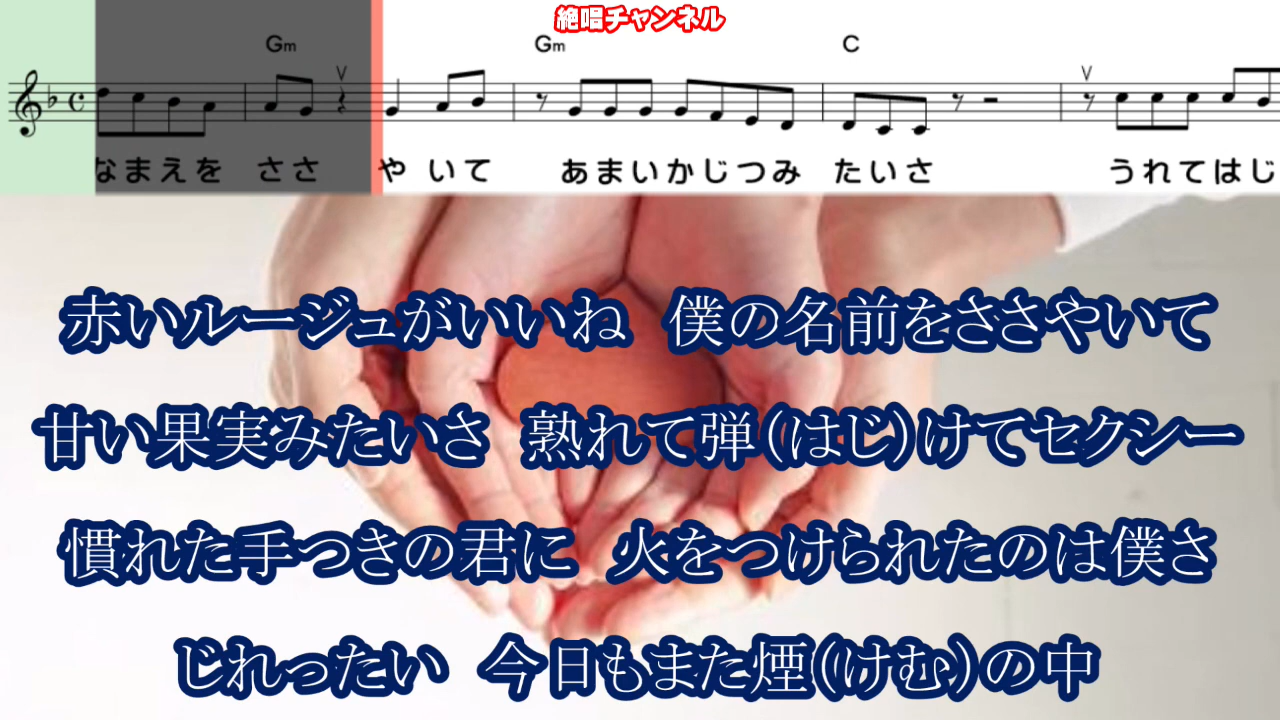 絶唱チャンネル
Gm Gm C
なまえを ささ や いて あまいかじつみ たいさ うれてはじ
赤いルージュがいいね 僕の名前をささやいて
甘い果実みたいさ 熟れて弾(はじ)けてセクシー
慣れた手つきの君に 火をつけられたのは僕さ
じれったい 今日もまた煙(けむ)の中